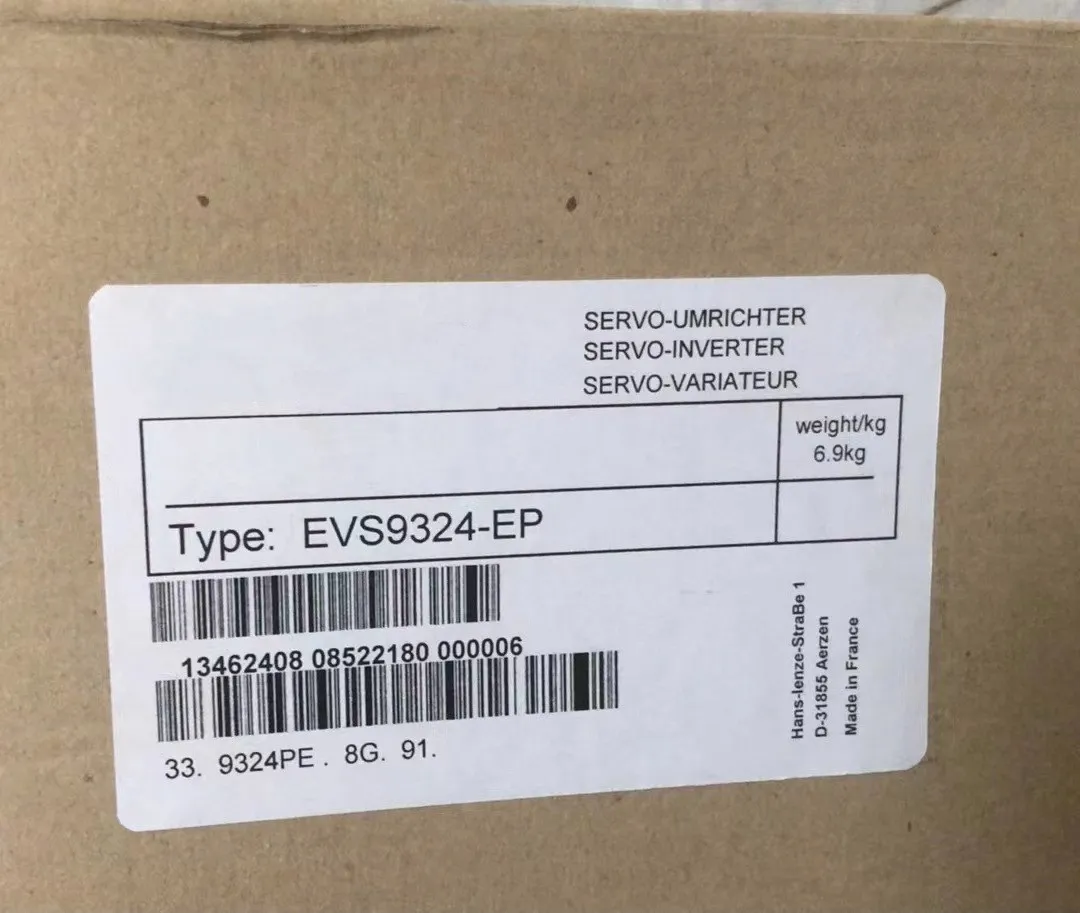 SERVO-UMRICHTER
SERVO-INVERTER
SERVO-VARIATEUR
weight/kg
6.9kg
Type: EVS9324-EP
13462408 08522180 000006
33. 9324PE . 8G. 91.
Hans-lenze-StraBe 1
D-31855 Aerzen
Made in France